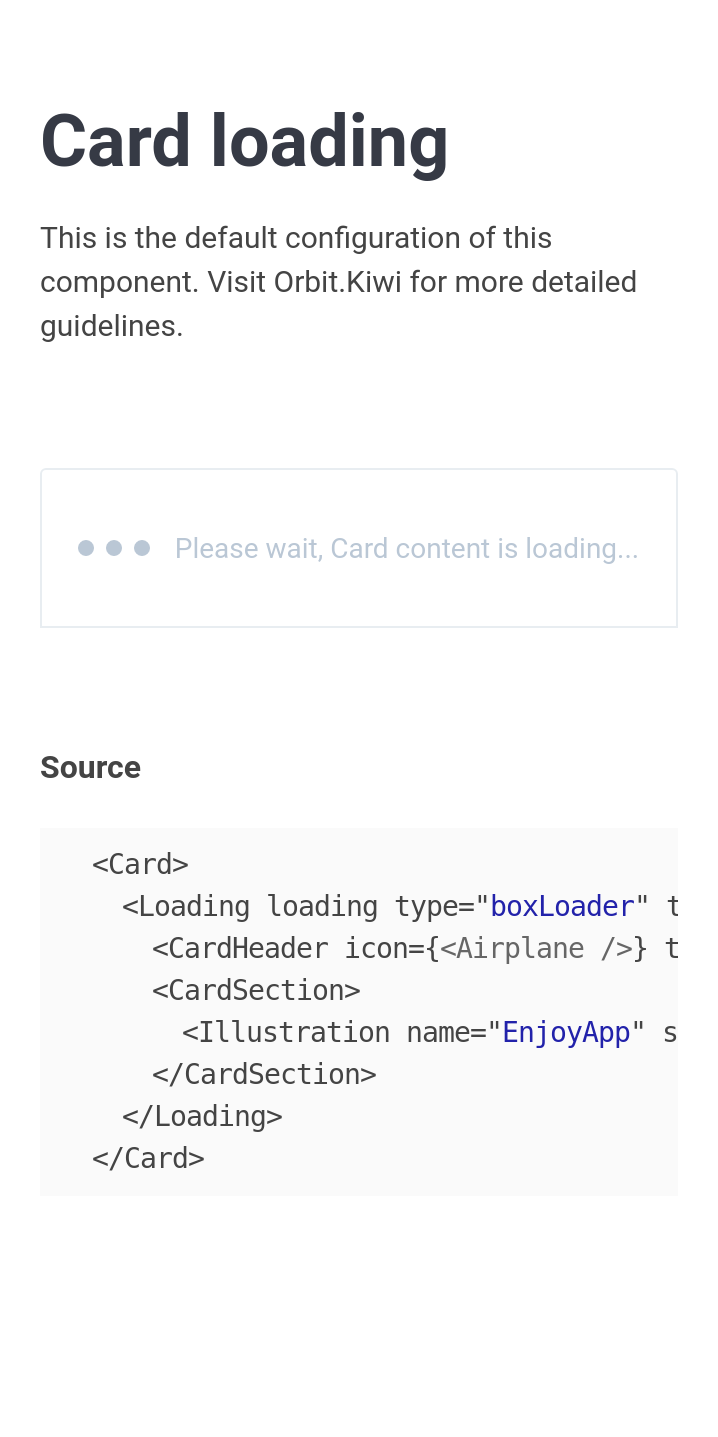 Card loading
This is the default configuration of this
component. Visit Orbit.Kiwi for more detailed
guidelines.
Please wait, Card content is loading...
Source
<Card>
<Loading loading type="boxLoader" t
<CardHeader icon={<Airplane />} t
<CardSection>
<Illustration name="EnjoyApp" s
</CardSection>
</Loading>
</Card>